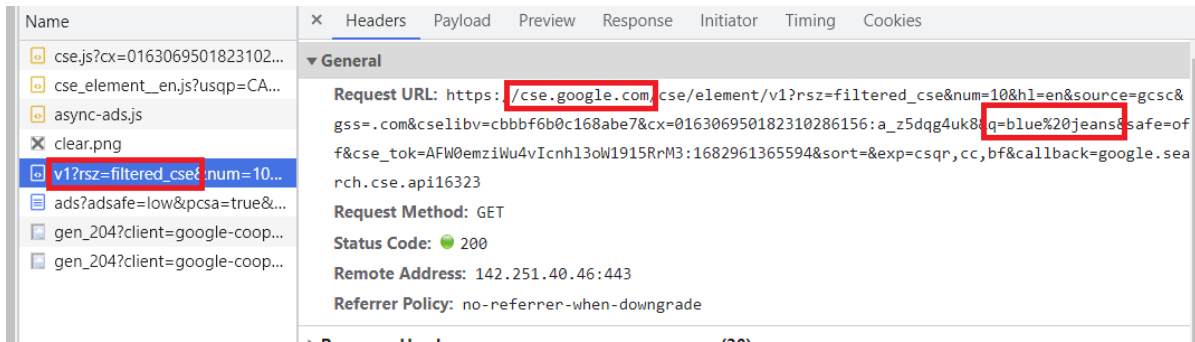 Name
cse.js?cx=0163069501823102...
cse_element__en.js?usqp=CA...
async-ads.js
clear.png
v1?rsz=filtered_cse&num=10...
ads?adsafe=low&pcsa=true&...
gen_204?client=google-coop...
gen_204?client=google-coop...
× Headers Payload Preview Response Initiator Timing Cookies
▼ General
Request URL: https://cse.google.com/cse/element/v1?rsz=filtered_cse&num=10&hl=en&source=gcsc&
gss=.com&cselibv=cbbbf6b0c168abe7&cx=016306950182310286156:a_z5dqg4uk8&q=blue%20jeans&safe=of
f&cse_tok=AFW0emziWu4vIcnhl3oW1915RrM3:1682961365594&sort=&exp=csqr,cc,bf&callback=google.sea
rch.cse.api16323
Request Method: GET
Status Code: 200
Remote Address: 142.251.40.46:443
Referrer Policy: no-referrer-when-downgrade